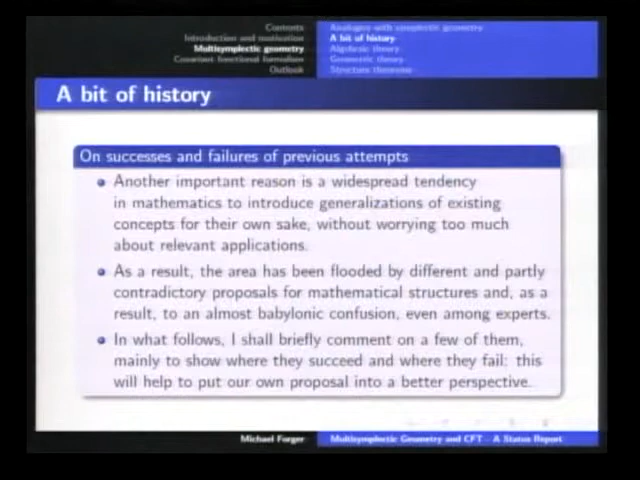 Contents
Introduction and motivation
Multisymplectic geometry
Covariant functional formalism
Outlook
Analogies with symplectic geometry
A bit of history
Algebraic theory
Geometric theory
Structure theorems
A bit of history
On successes and failures of previous attempts
Another important reason is a widespread tendency
in mathematics to introduce generalizations of existing
concepts for their own sake, without worrying too much
about relevant applications.
As a result, the area has been flooded by different and partly
contradictory proposals for mathematical structures and, as a
result, to an almost babylonic confusion, even among experts.
In what follows, I shall briefly comment on a few of them,
mainly to show where they succeed and where they fail: this
will help to put our own proposal into a better perspective.
Michael Forger
Multisymplectic Geometry and CFT - A Status Report